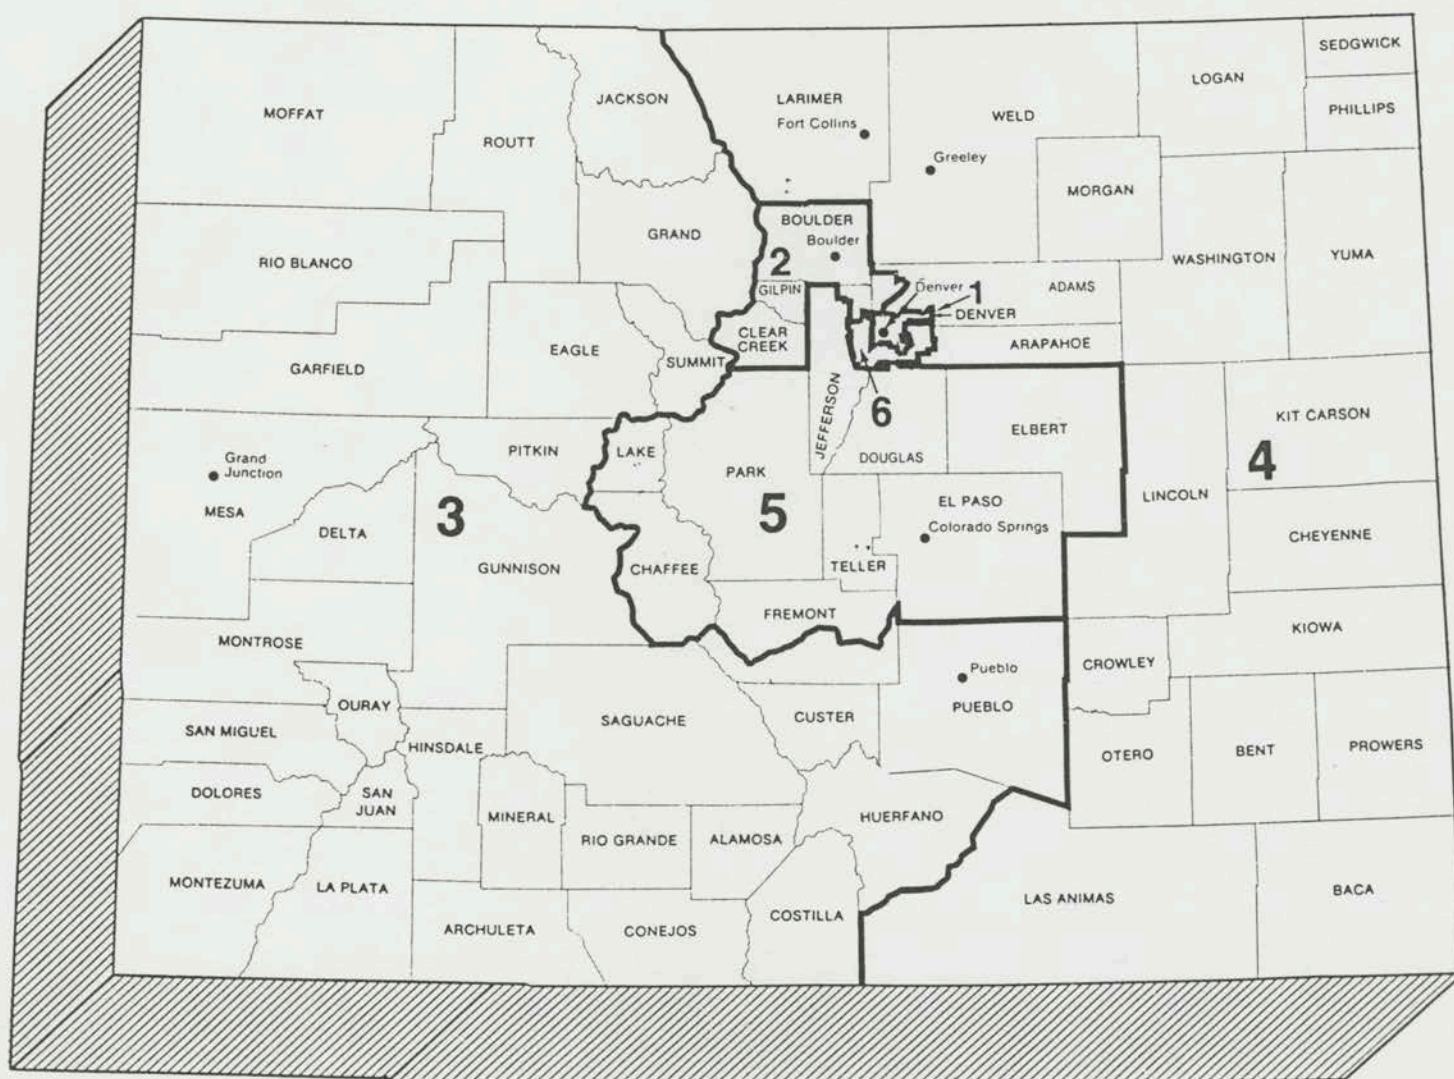 SEDGWICK
LOGAN
MOFFAT
JACKSON
LARIMER
Fort Collins
WELD
PHILLIPS
ROUTT
Greeley
MORGAN
BOULDER
Boulder
GRAND
RIO BLANCO
2
WASHINGTON
YUMA
GILPIN
Denver
1
ADAMS
DENVER
CLEAR
CREEK
ARAPAHOE
EAGLE
SUMMIT
GARFIELD
6
JEFFERSON
KIT CARSON
ELBERT
PITKIN
LAKE
DOUGLAS
Grand
Junction
PARK
4
MESA
3
5
EL PASO
Colorado Springs
LINCOLN
DELTA
CHEYENNE
GUNNISON
CHAFFEE
TELLER
FREMONT
MONTROSE
KIOWA
CROWLEY
Pueblo
PUEBLO
OURAY
SAGUACHE
CUSTER
SAN MIGUEL
HINSDALE
OTERO
BENT
PROWERS
DOLORES
SAN
JUAN
MINERAL
HUERFANO
RIO GRANDE
ALAMOSA
MONTEZUMA
LA PLATA
LAS ANIMAS
BACA
COSTILLA
ARCHULETA
CONEJOS